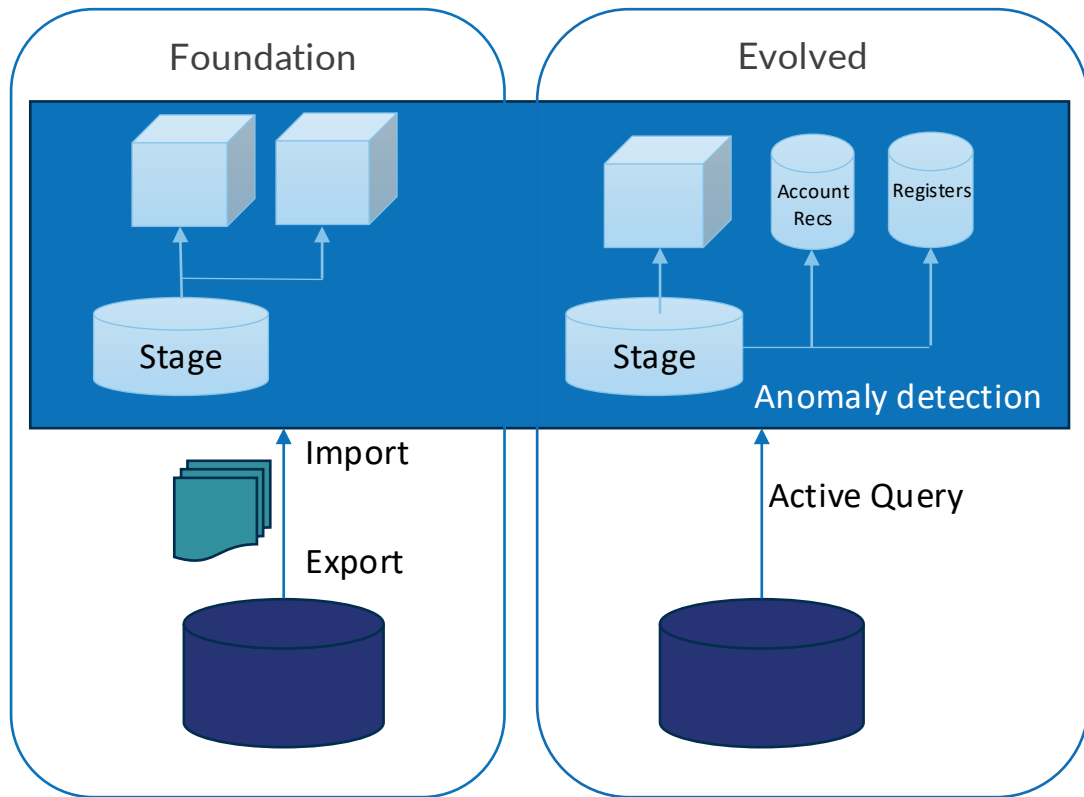 Foundation
Evolved
Account
Recs
Registers
Stage
Stage
Anomaly detection
Import
Active Query
Export